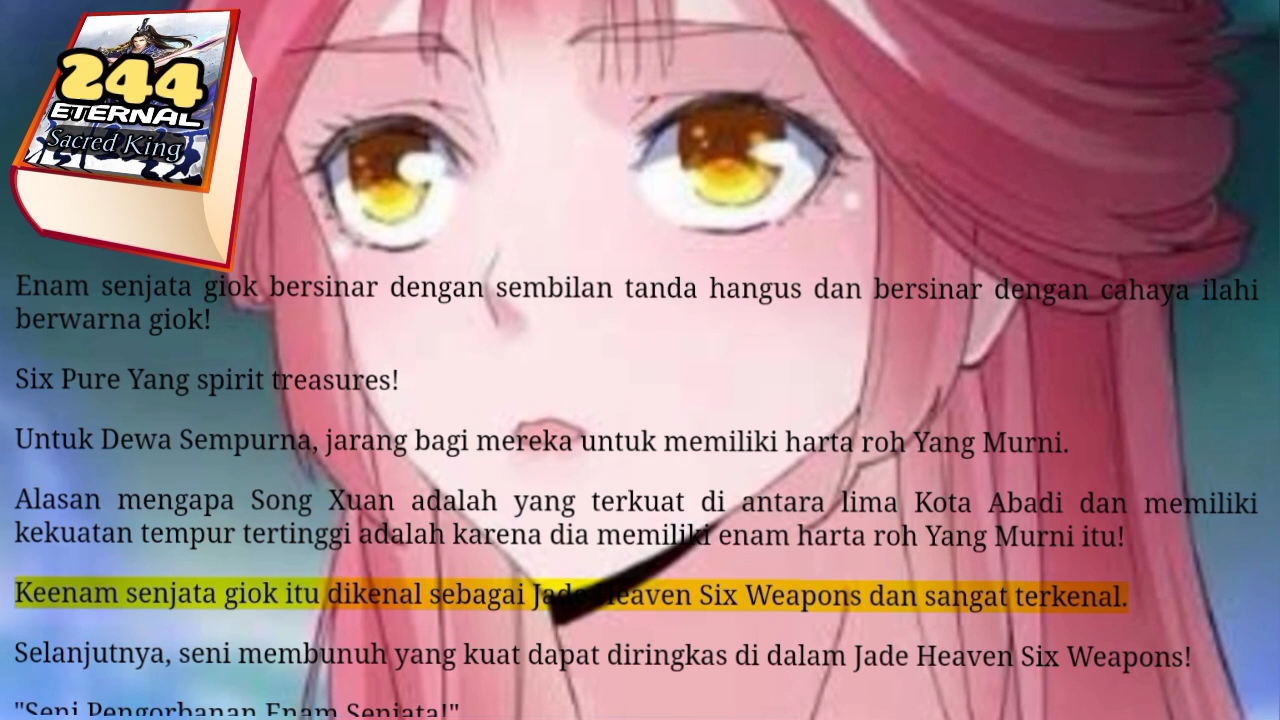 244
ETERNAL
Sacred King
Enam senjata giok bersinar dengan sembilan tanda hangus dan bersinar dengan cahaya ilahi
berwarna giok!
Six Pure Yang spirit treasures!
Untuk Dewa Sempurna, jarang bagi mereka untuk memiliki harta roh Yang Murni.
Alasan mengapa Song Xuan adalah yang terkuat di antara lima Kota Abadi dan memiliki
kekuatan tempur tertinggi adalah karena dia memiliki enam harta roh Yang Murni itu!
Keenam senjata giok itu dikenal sebagai Jade Heaven Six Weapons dan sangat terkenal.
Selanjutnya, seni membunuh yang kuat dapat diringkas di dalam Jade Heaven Six Weapons!
"Seni Pengorbanan Enam Senjata!"